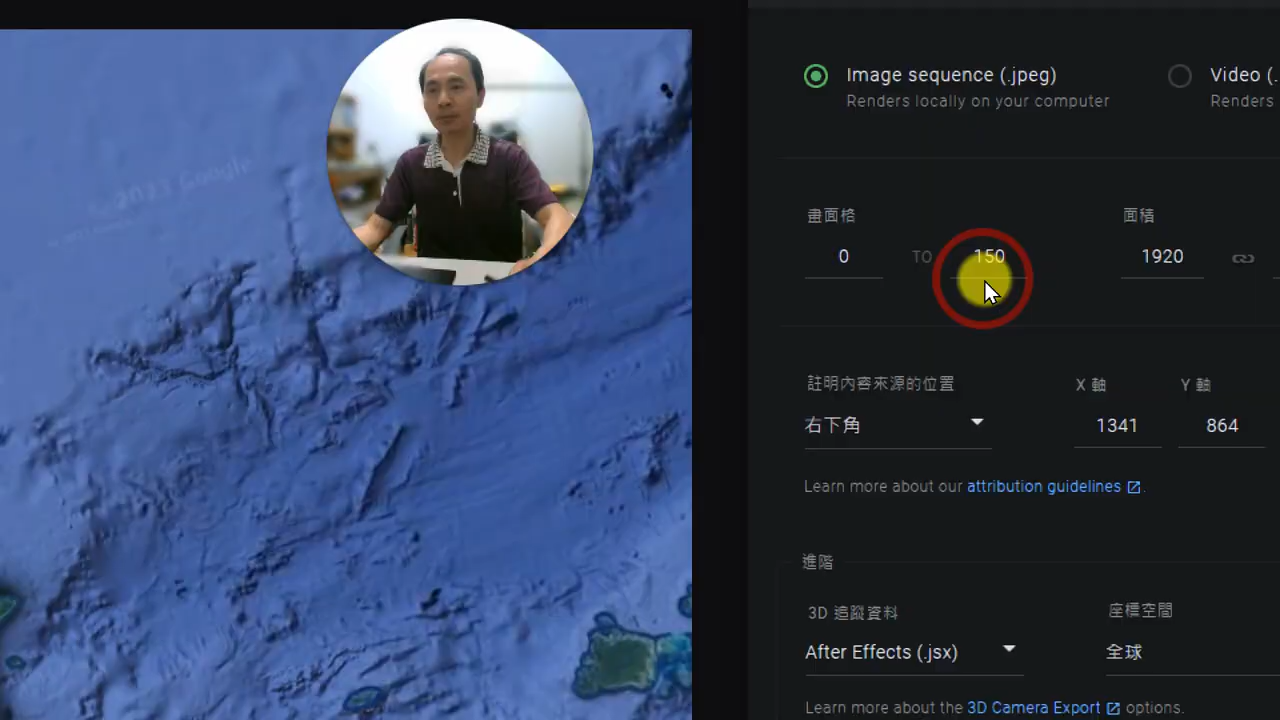 © 2023 Google
Image sequence (.jpeg)
Video (.
Renders locally on your computer
Renders
畫面格
面積
0
TO
150
1920
註明內容來源的位置
X 軸
Y 軸
右下角
1341
864
Learn more about our attribution guidelines
進階
3D 追蹤資料
座標空間
After Effects (.jsx)
全球
Learn more about the 3D Camera Export options.